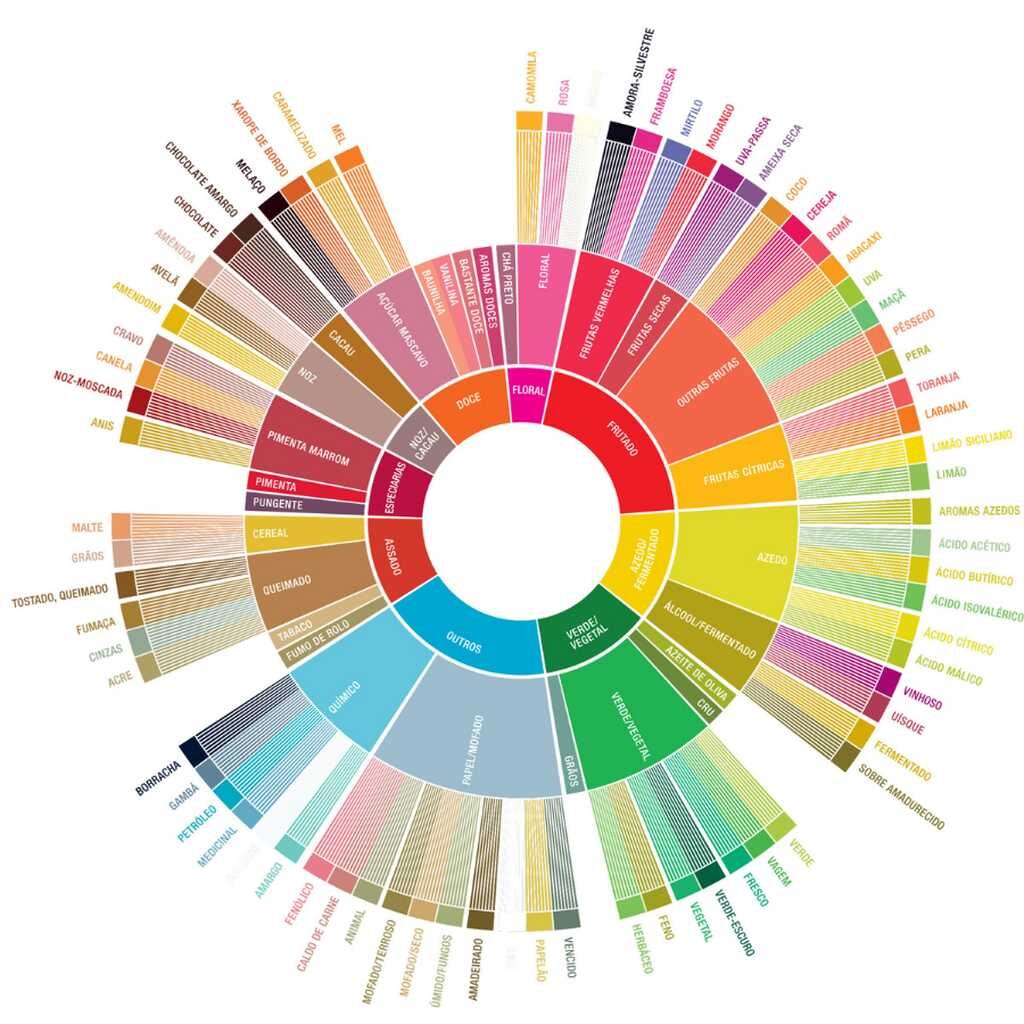 FLORAL
FRUTADO
AZEDO/
FERMENTADO
VERDE/
VEGETAL
OUTROS
ASSADO
ESPECIARIAS
NOZ/
CACAU
DOCE
CHÁ PRETO
FLORAL
FRUTAS VERMELHAS
FRUTAS SECAS
OUTRAS FRUTAS
FRUTAS CÍTRICAS
AZEDO
ALCOOL/FERMENTADO
AZEITE DE OLIVA
CRU
VERDE/VEGETAL
GRÃOS
PAPEL/MOFADO
QUÍMICO
FUMO DE ROLO
TABACO
QUEIMADO
CEREAL
PUNGENTE
PIMENTA
PIMENTA MARROM
NOZ
CACAU
AÇÚCAR MASCAVO
BAUNILHA
VANILINA
BASTANTE DOCE
AROMAS DOCES
CAMOMILA
ROSA
AMORA-SILVESTRE
FRAMBOESA
MIRTILO
MORANGO
UVA-PASSA
AMEIXA SECA
COCO
CEREJA
ROMÃ
ABACAXI
UVA
MAÇÃ
PÊSSEGO
PERA
TORANJA
LARANJA
LIMÃO SICILIANO
LIMÃO
AROMAS AZEDOS
ÁCIDO ACÉTICO
ÁCIDO BUTÍRICO
ÁCIDO ISOVALÉRICO
ÁCIDO CÍTRICO
ÁCIDO MÁLICO
VINHOSO
UÍSQUE
FERMENTADO
SOBRE AMADURECIDO
VERDE
VAGEM
FRESCO
VERDE-ESCURO
VEGETAL
FENO
HERBÁCEO
VENCIDO
PAPELÃO
AMADEIRADO
ÚMIDO/FUNGOS
MOFADO/SECO
MOFADO/TERROSO
ANIMAL
CALDO DE CARNE
FENÓLICO
AMARGO
MEDICINAL
PETRÓLEO
GAMBÁ
BORRACHA
ACRE
CINZAS
FUMAÇA
TOSTADO, QUEIMADO
GRÃOS
MALTE
ANIS
NOZ-MOSCADA
CANELA
CRAVO
AMENDOIM
AVELÃ
AMÊNDOA
CHOCOLATE
CHOCOLATE AMARGO
MELAÇO
XAROPE DE BORDO
CARAMELIZADO
MEL